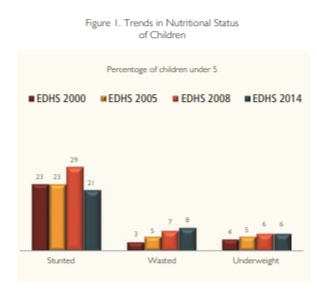 Figure 1. Trends in Nutritional Status
of Children
Percentage of children under 5
EDHS 2000 EDHS 2005 EDHS 2008 EDHS 2014
23 23 29 21
3 5 7 8
4 5 6 6
Stunted Wasted Underweight